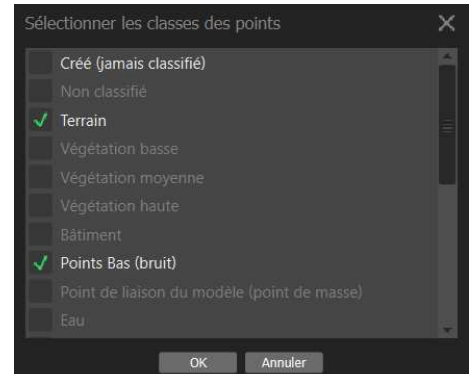 Sélectionner les classes des points
Créé (jamais classifié)
Non classifié
Terrain
Végétation basse
Végétation moyenne
Végétation haute
Bâtiment
Points Bas (bruit)
Point de liaison du modèle (point de masse)
Eau
OK Annuler